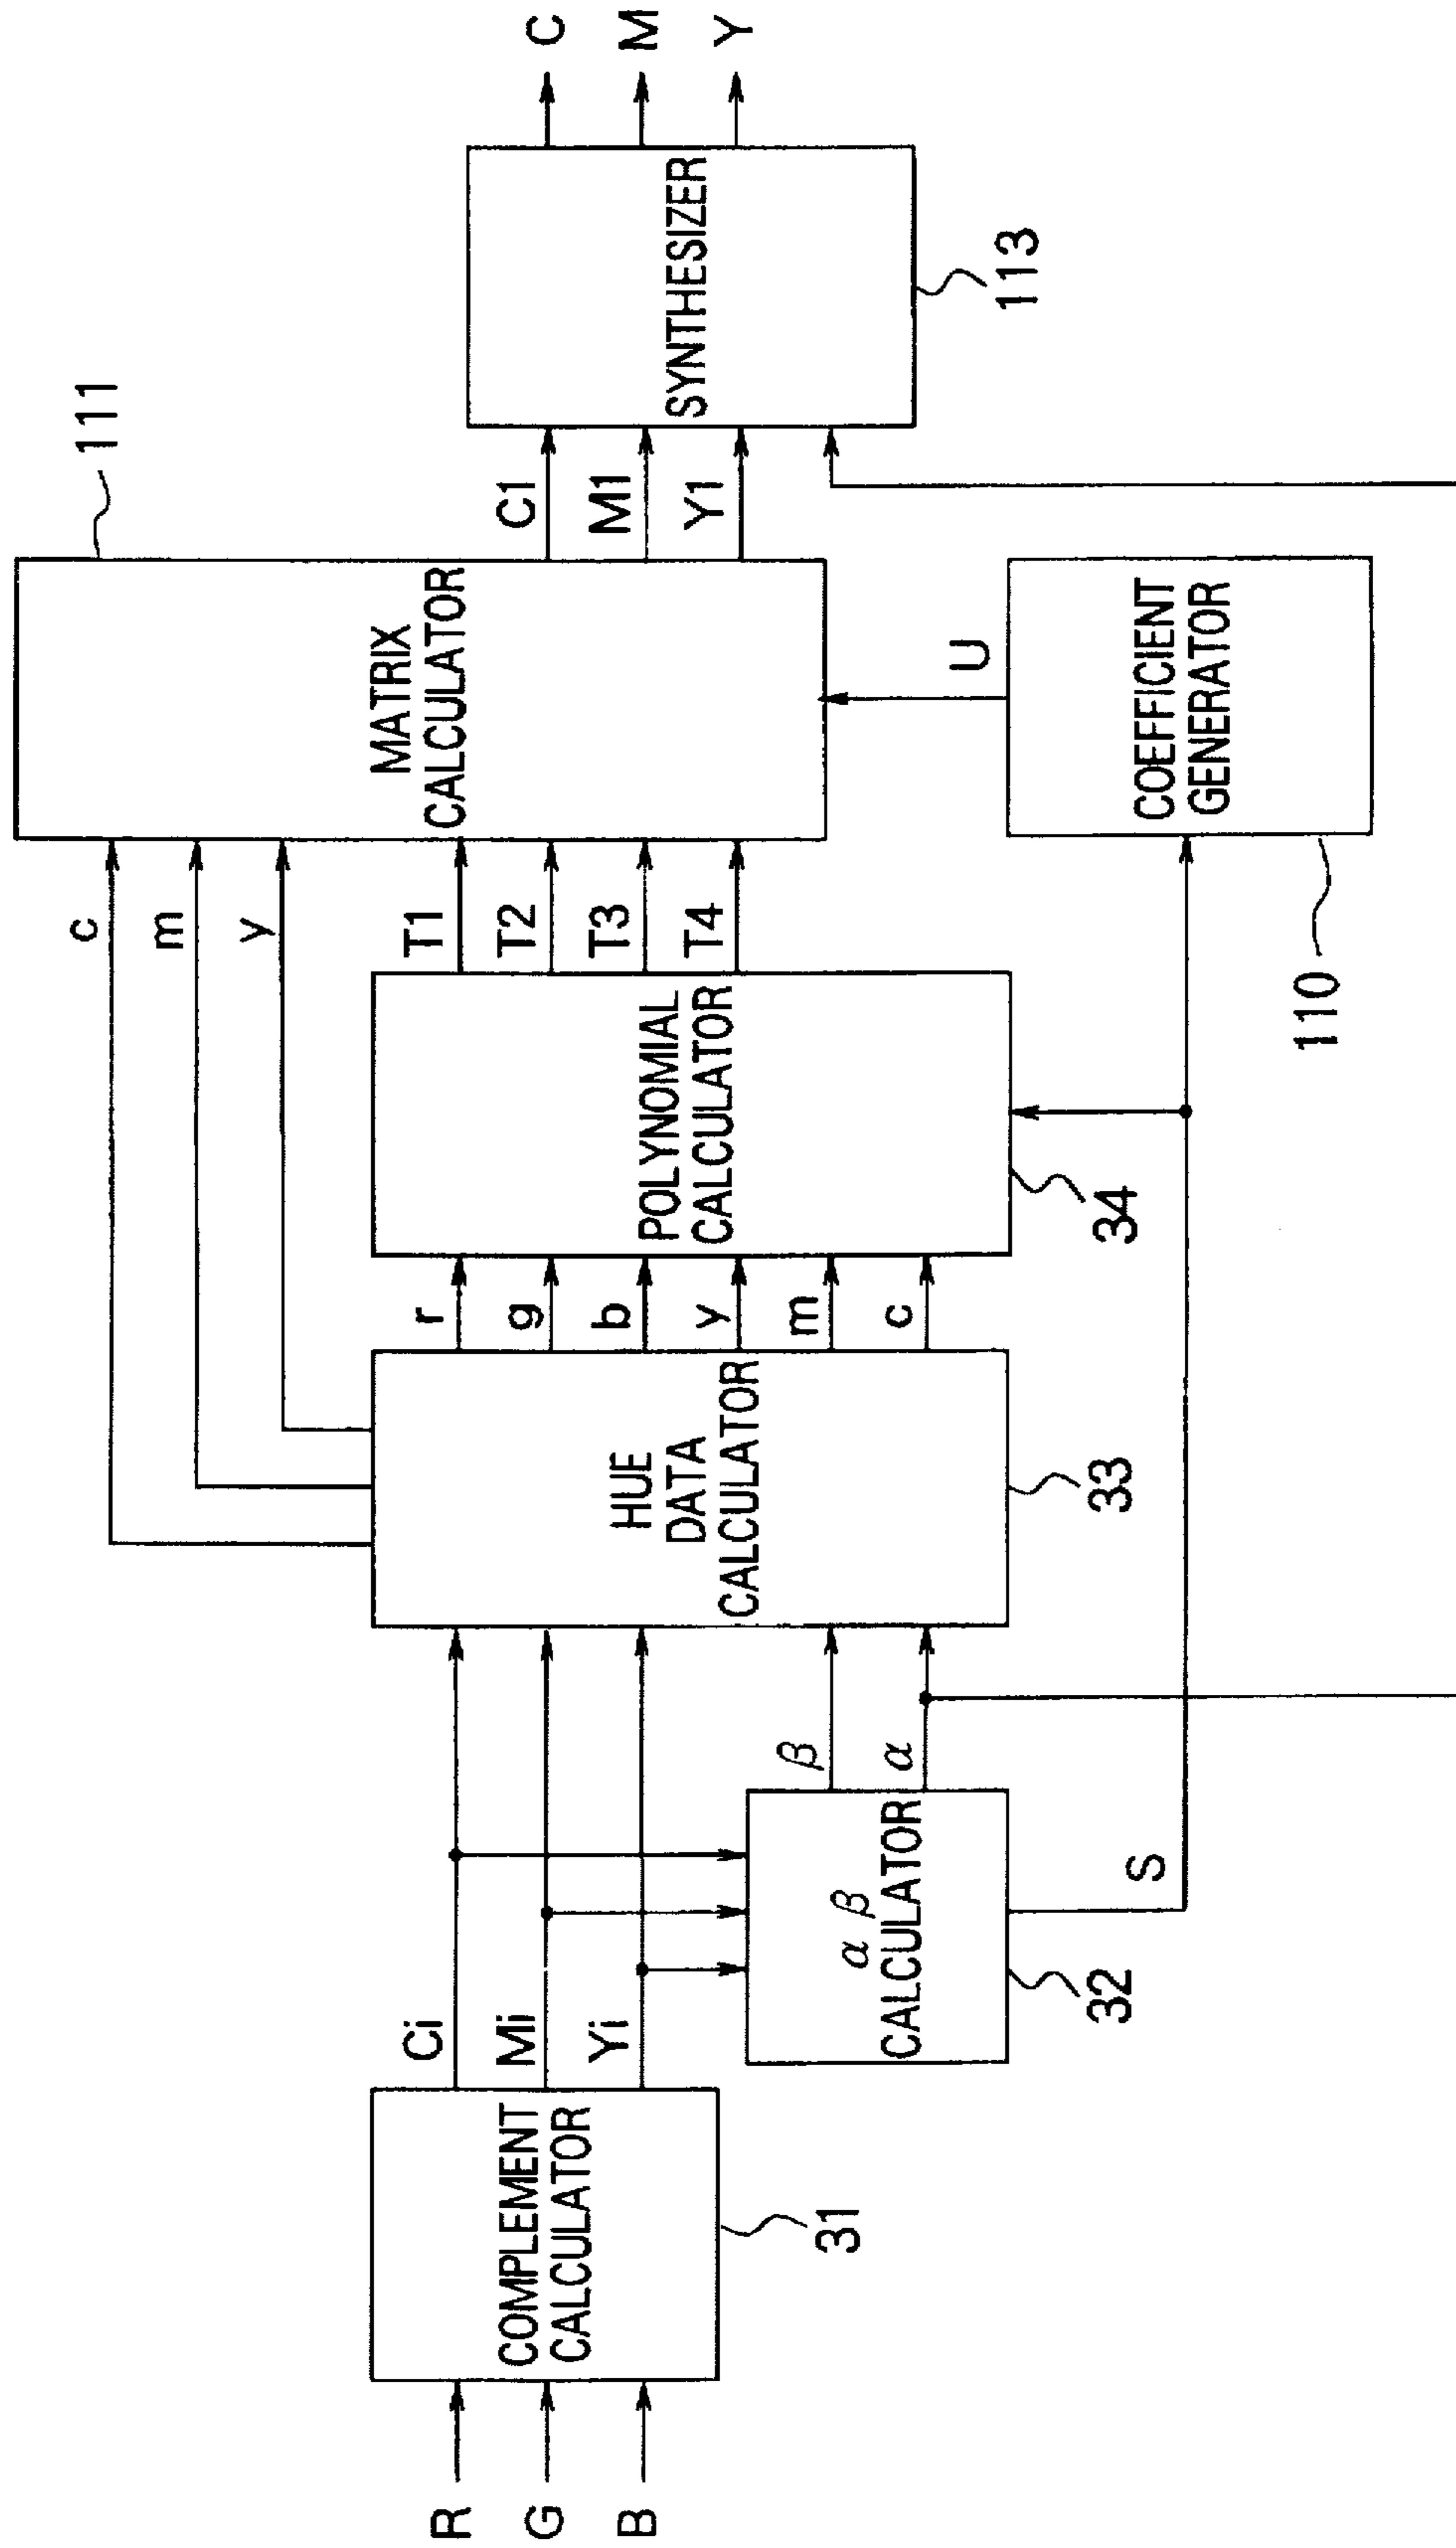 R
G
B
COMPLEMENT
CALCULATOR
31
Ci
Mi
Yi
α β
CALCULATOR
32
β
α
S
HUE
DATA
CALCULATOR
33
c
m
y
r
g
b
y
m
c
POLYNOMIAL
CALCULATOR
34
T1
T2
T3
T4
MATRIX
CALCULATOR
111
COEFFICIENT
GENERATOR
110
U
C1
M1
Y1
SYNTHESIZER
113
C
M
Y